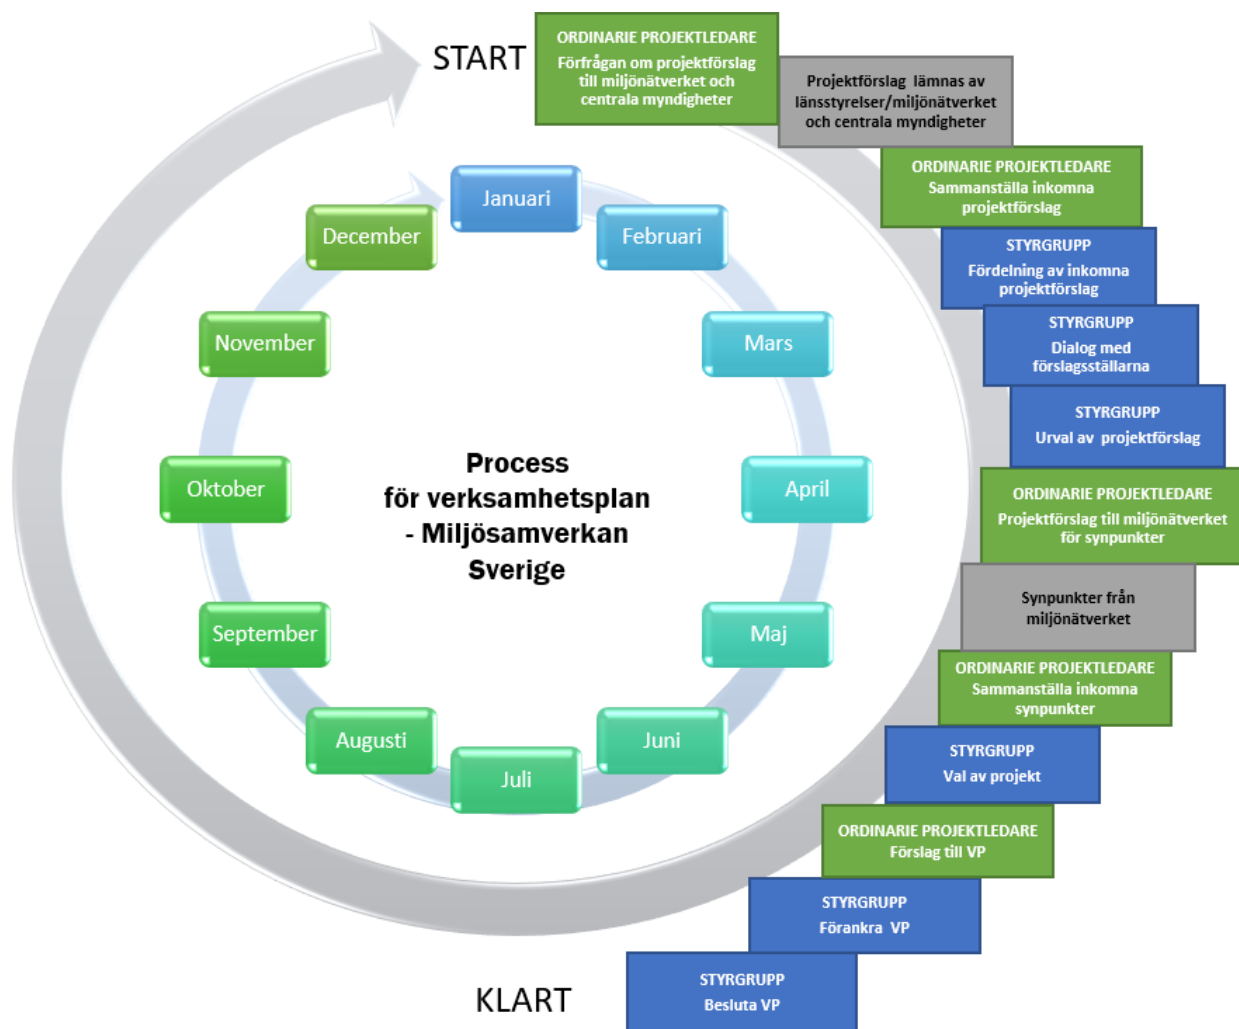 START
ORDINARIE PROJEKTLEDARE
Förfrågan om projektförslag
till miljönätverket och
centrala myndigheter
Projektförslag lämnas av
länsstyrelser/miljönätverket
och centrala myndigheter
ORDINARIE PROJEKTLEDARE
Sammanställa inkomna
projektförslag
STYRGRUPP
Fördelning av inkomna
projektförslag
STYRGRUPP
Dialog med
förslagsställarna
STYRGRUPP
Urval av projektförslag
ORDINARIE PROJEKTLEDARE
Projektförslag till miljönätverket
för synpunkter
Synpunkter från
miljönätverket
ORDINARIE PROJEKTLEDARE
Sammanställa inkomna
synpunkter
STYRGRUPP
Val av projekt
ORDINARIE PROJEKTLEDARE
Förslag till VP
STYRGRUPP
Förankra VP
STYRGRUPP
Besluta VP
KLART
Januari
Februari
Mars
April
Maj
Juni
Juli
Augusti
September
Oktober
November
December
Process
för verksamhetsplan
- Miljösamverkan
Sverige